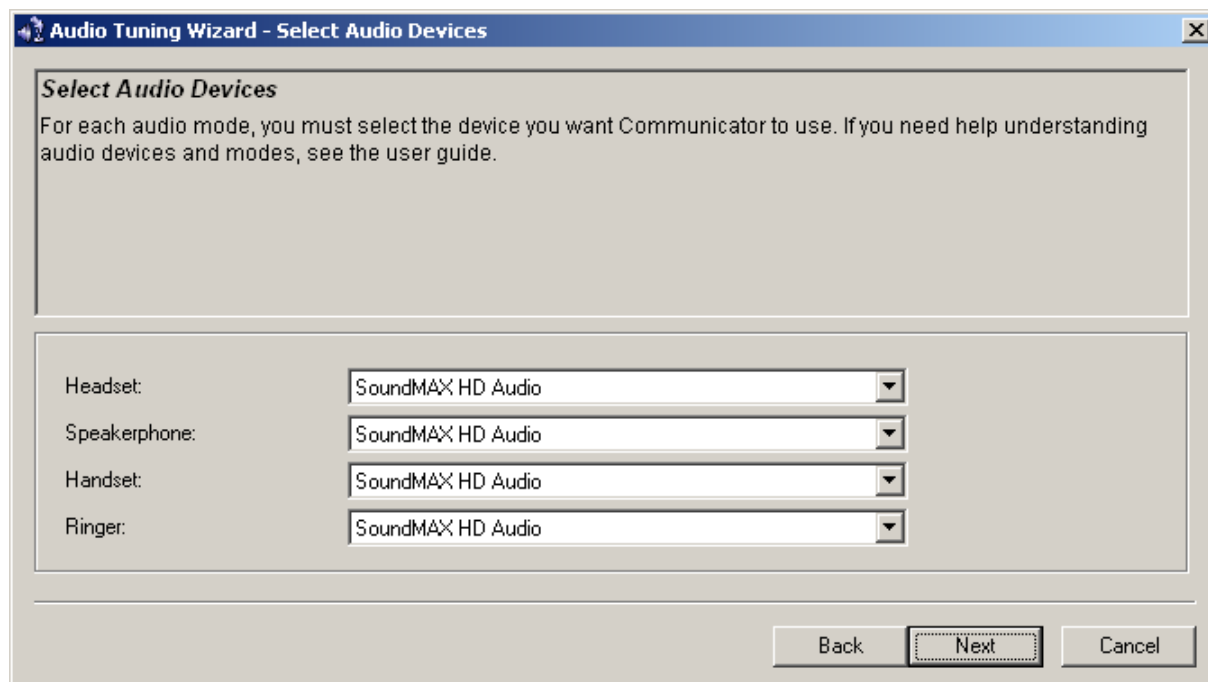 Audio Tuning Wizard - Select Audio Devices
Select Audio Devices
For each audio mode, you must select the device you want Communicator to use. If you need help understanding
audio devices and modes, see the user guide.
Headset: SoundMAX HD Audio
Speakerphone: SoundMAX HD Audio
Handset: SoundMAX HD Audio
Ringer: SoundMAX HD Audio
Back Next Cancel